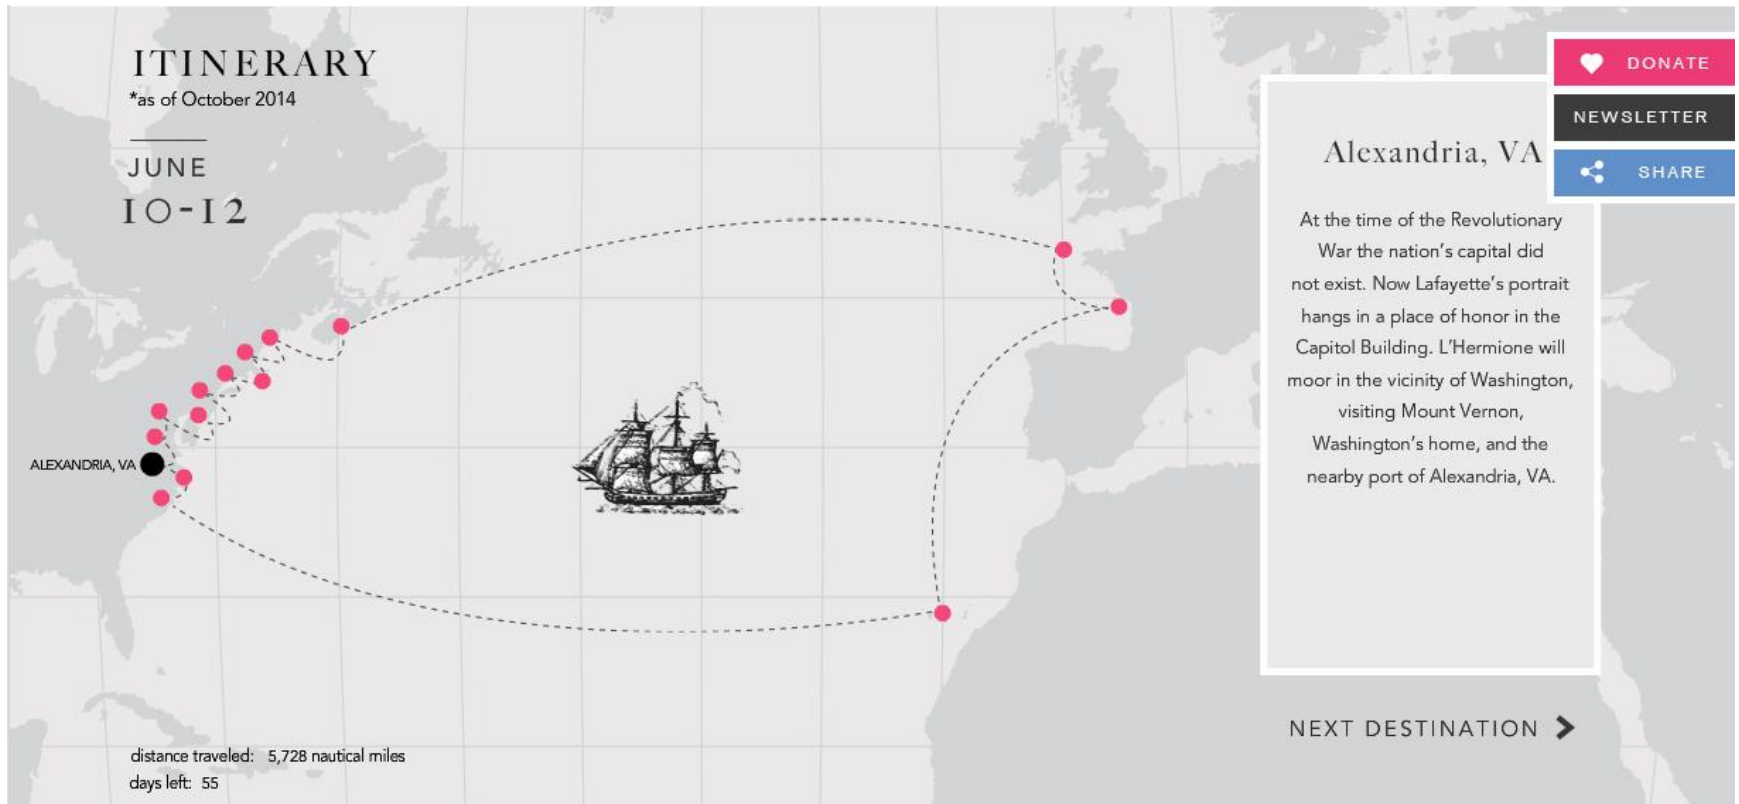 ITINERARY
*as of October 2014
JUNE
10-12
DONATE
NEWSLETTER
SHARE
Alexandria, VA
At the time of the Revolutionary
War the nation's capital did
not exist. Now Lafayette's portrait
hangs in a place of honor in the
Capitol Building. L'Hermione will
moor in the vicinity of Washington,
visiting Mount Vernon,
Washington's home, and the
nearby port of Alexandria, VA.
ALEXANDRIA, VA
NEXT DESTINATION
distance traveled: 5,728 nautical miles
days left: 55